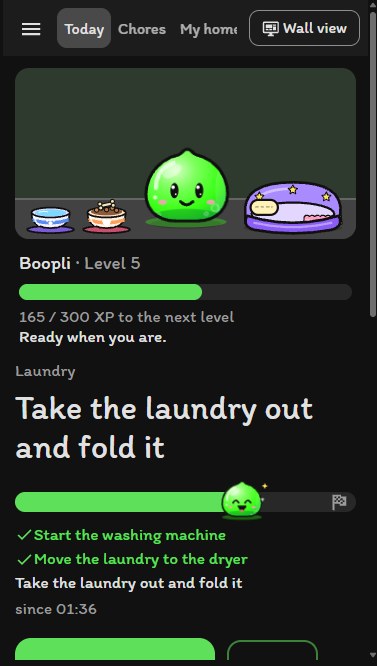 Today Chores My home Wall view
Boopli · Level 5
165 / 300 XP to the next level
Ready when you are.
Laundry
Take the laundry out
and fold it
Start the washing machine
Move the laundry to the dryer
Take the laundry out and fold it
since 01:36